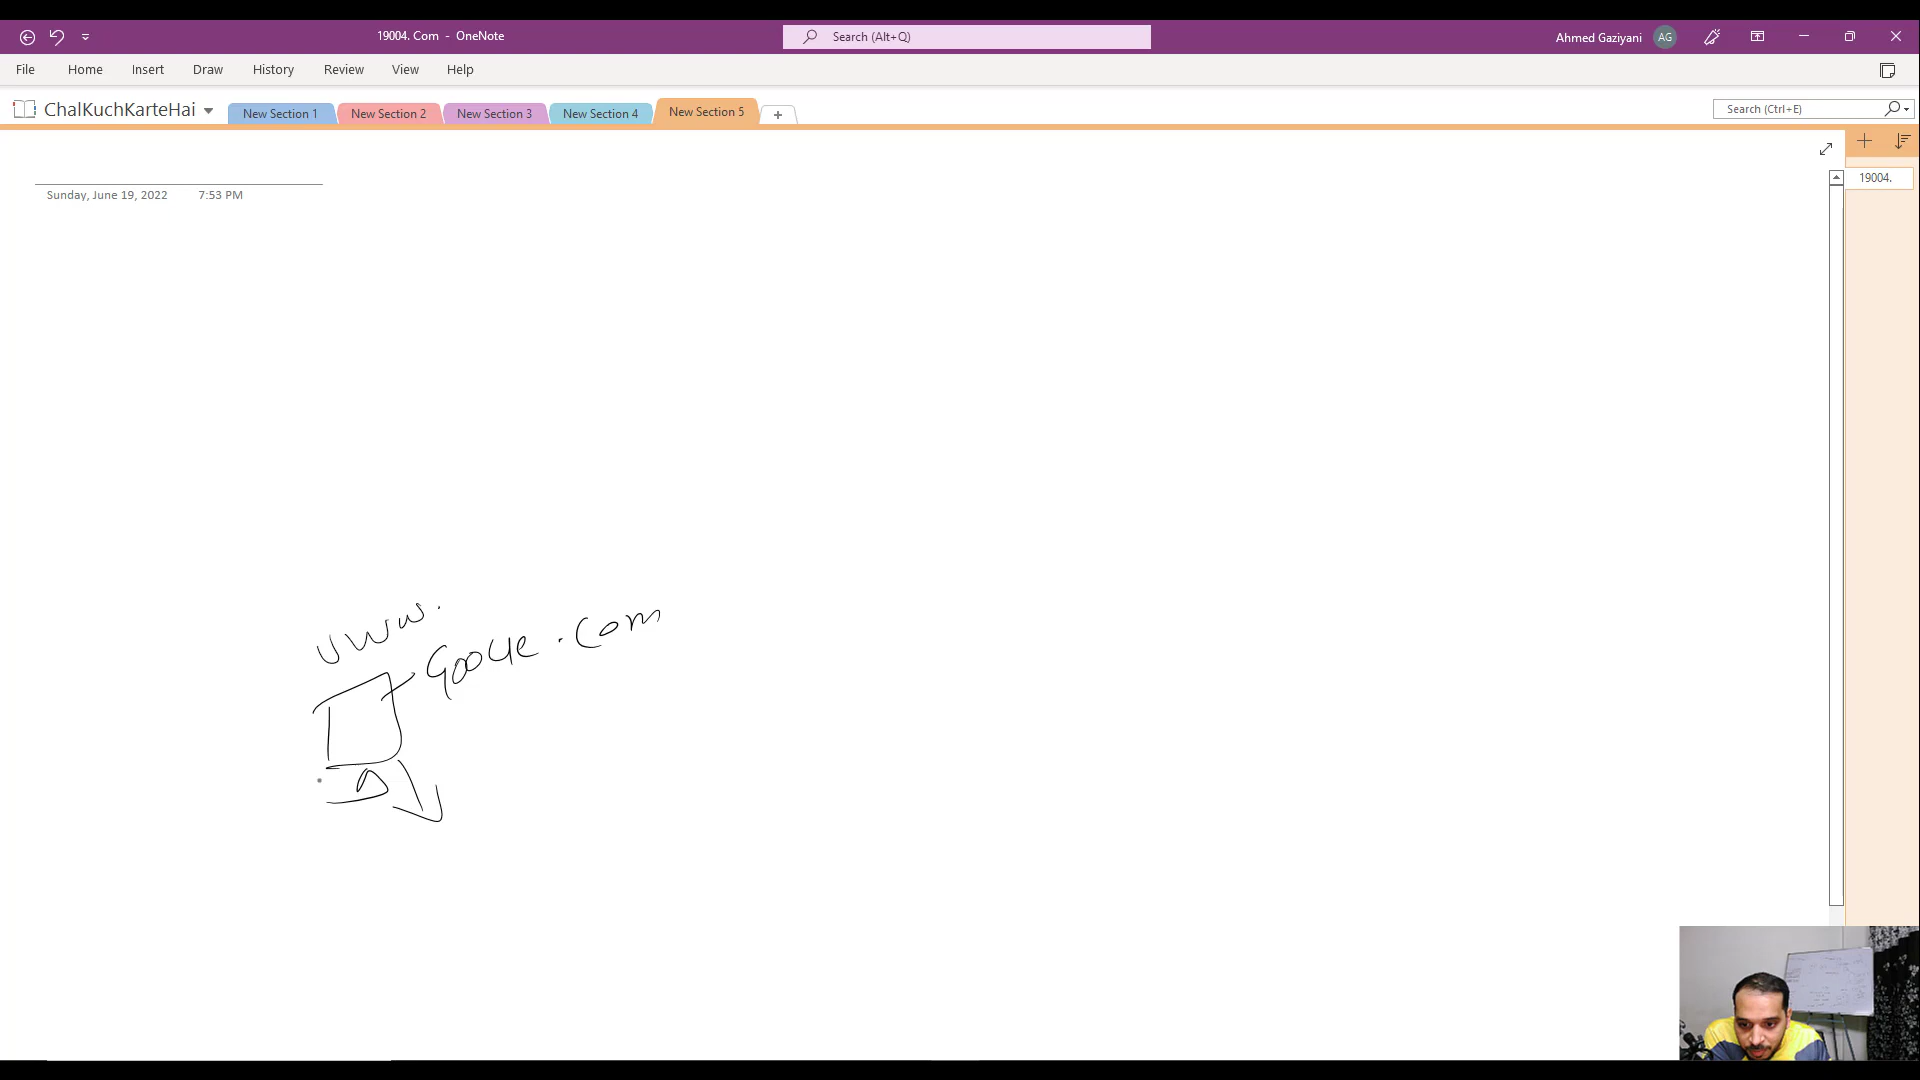 19004. Com - OneNote
Search (Alt+Q)
Ahmed Gaziyani AG
File Home Insert Draw History Review View Help
ChalKuchKarteHai New Section 1 New Section 2 New Section 3 New Section 4 New Section 5
Search (Ctrl+E)
19004.
Sunday, June 19, 2022 7:53 PM
www.
Google.com